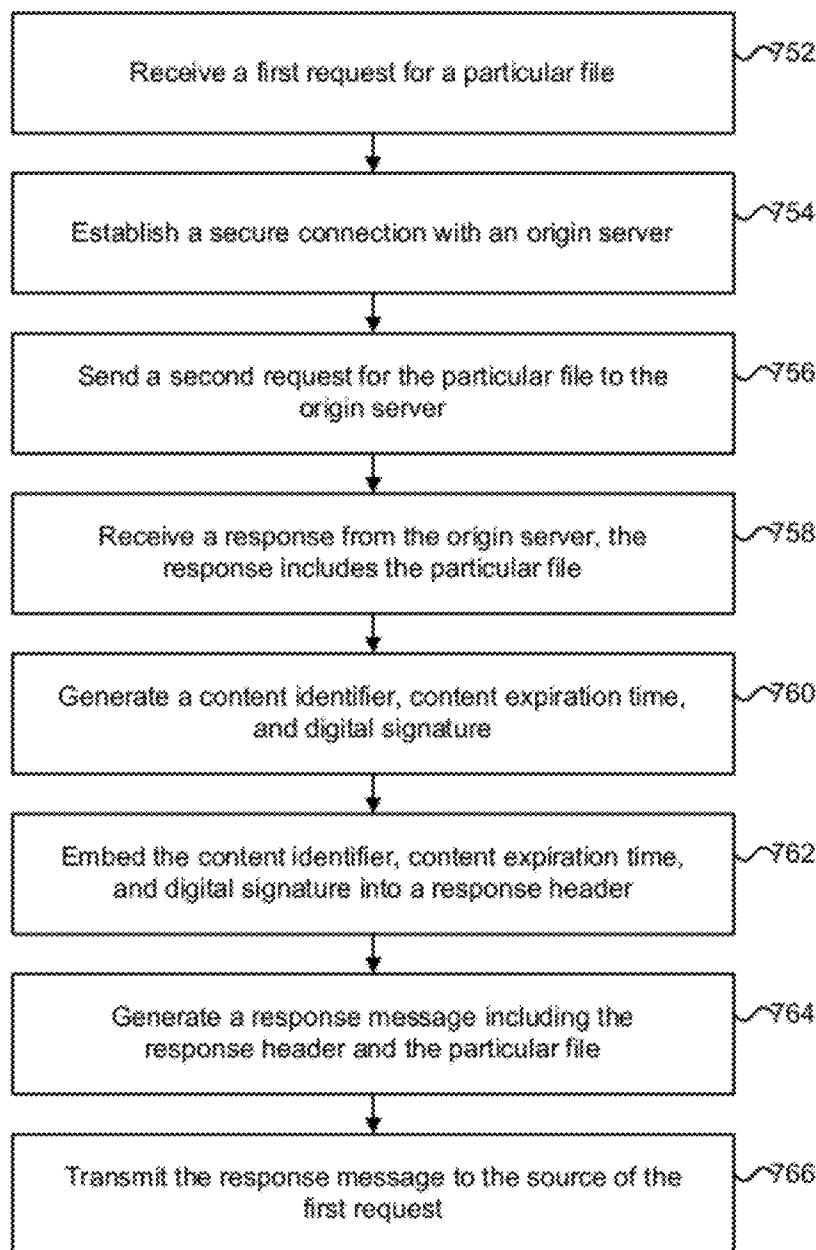 Receive a first request for a particular file
752
Establish a secure connection with an origin server
754
Send a second request for the particular file to the
origin server
756
Receive a response from the origin server, the
response includes the particular file
758
Generate a content identifier, content expiration time,
and digital signature
760
Embed the content identifier, content expiration time,
and digital signature into a response header
762
Generate a response message including the
response header and the particular file
764
Transmit the response message to the source of the
first request
766